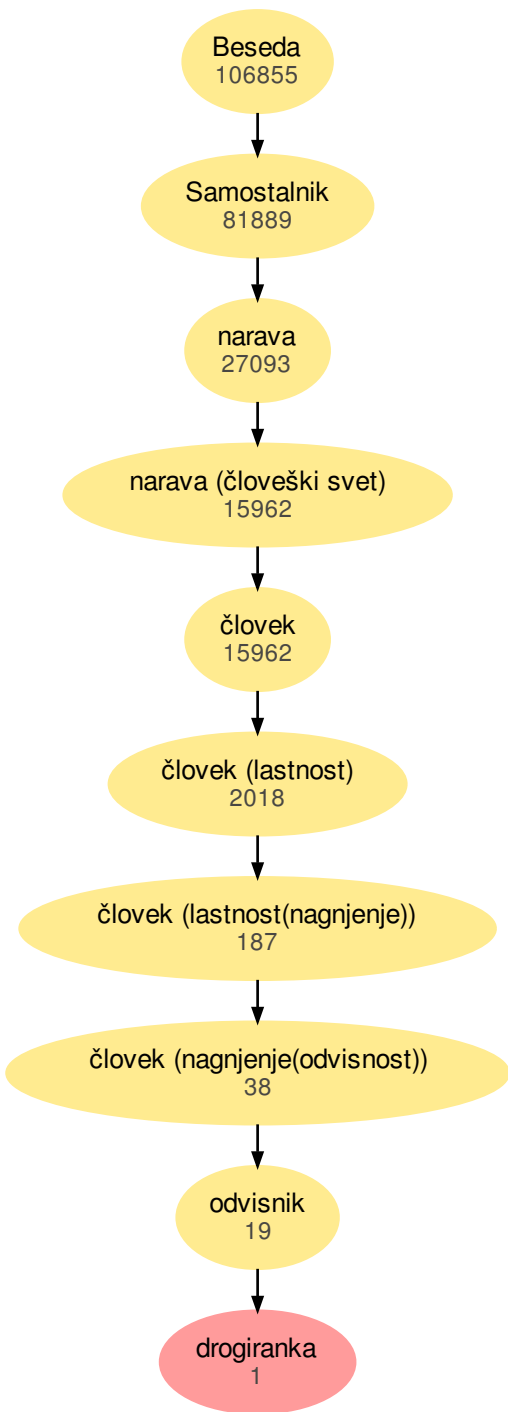 Beseda
106855
Samostalnik
81889
narava
27093
narava (človeški svet)
15962
človek
15962
človek (lastnost)
2018
človek (lastnost(nagnjenje))
187
človek (nagnjenje(odvisnost))
38
odvisnik
19
drogiranka
1